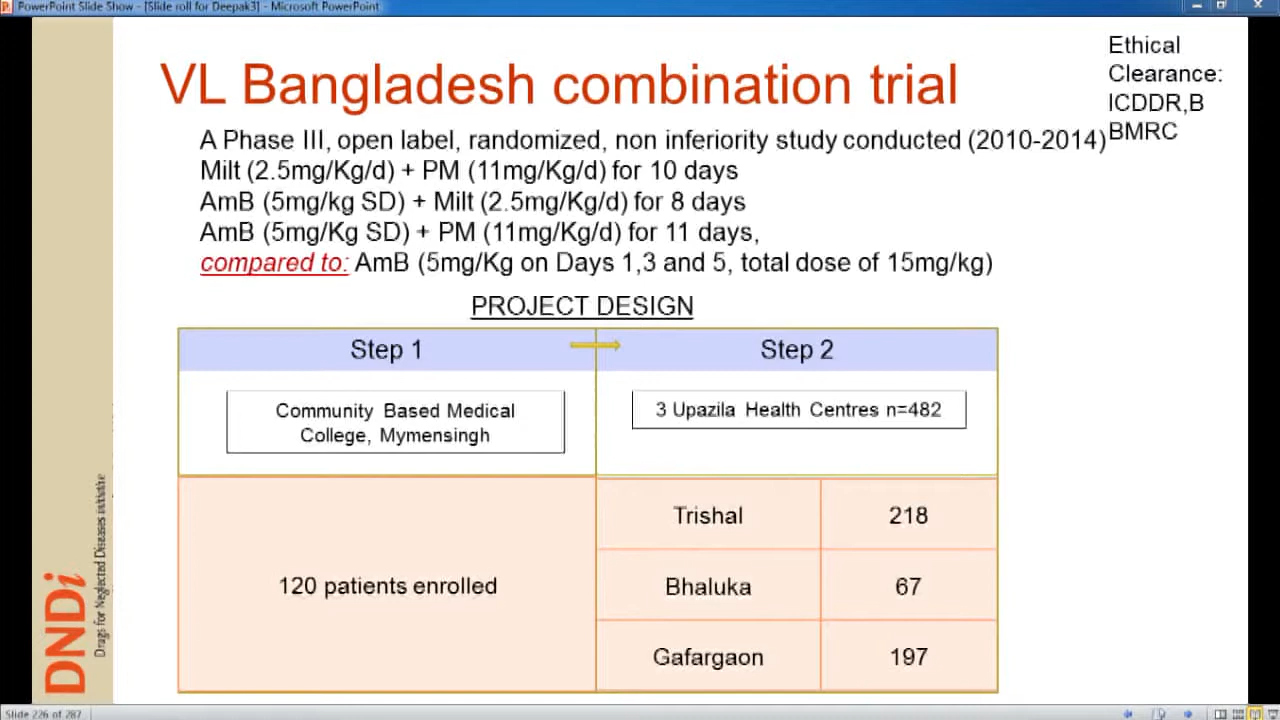 PowerPoint Slide Show - [Slide roll for Deepak3] - Microsoft PowerPoint
Ethical
Clearance:
ICDDR,B
BMRC
VL Bangladesh combination trial
A Phase III, open label, randomized, non inferiority study conducted (2010-2014)
Milt (2.5mg/Kg/d) + PM (11mg/Kg/d) for 10 days
AmB (5mg/kg SD) + Milt (2.5mg/Kg/d) for 8 days
AmB (5mg/Kg SD) + PM (11mg/Kg/d) for 11 days,
compared to: AmB (5mg/Kg on Days 1,3 and 5, total dose of 15mg/kg)
PROJECT DESIGN
Step 1
Step 2
Community Based Medical
College, Mymensingh
3 Upazila Health Centres n=482
120 patients enrolled
Trishal 218
Bhaluka 67
Gafargaon 197
DNDi
Drugs for Neglected Diseases initiative
Slide 226 of 287